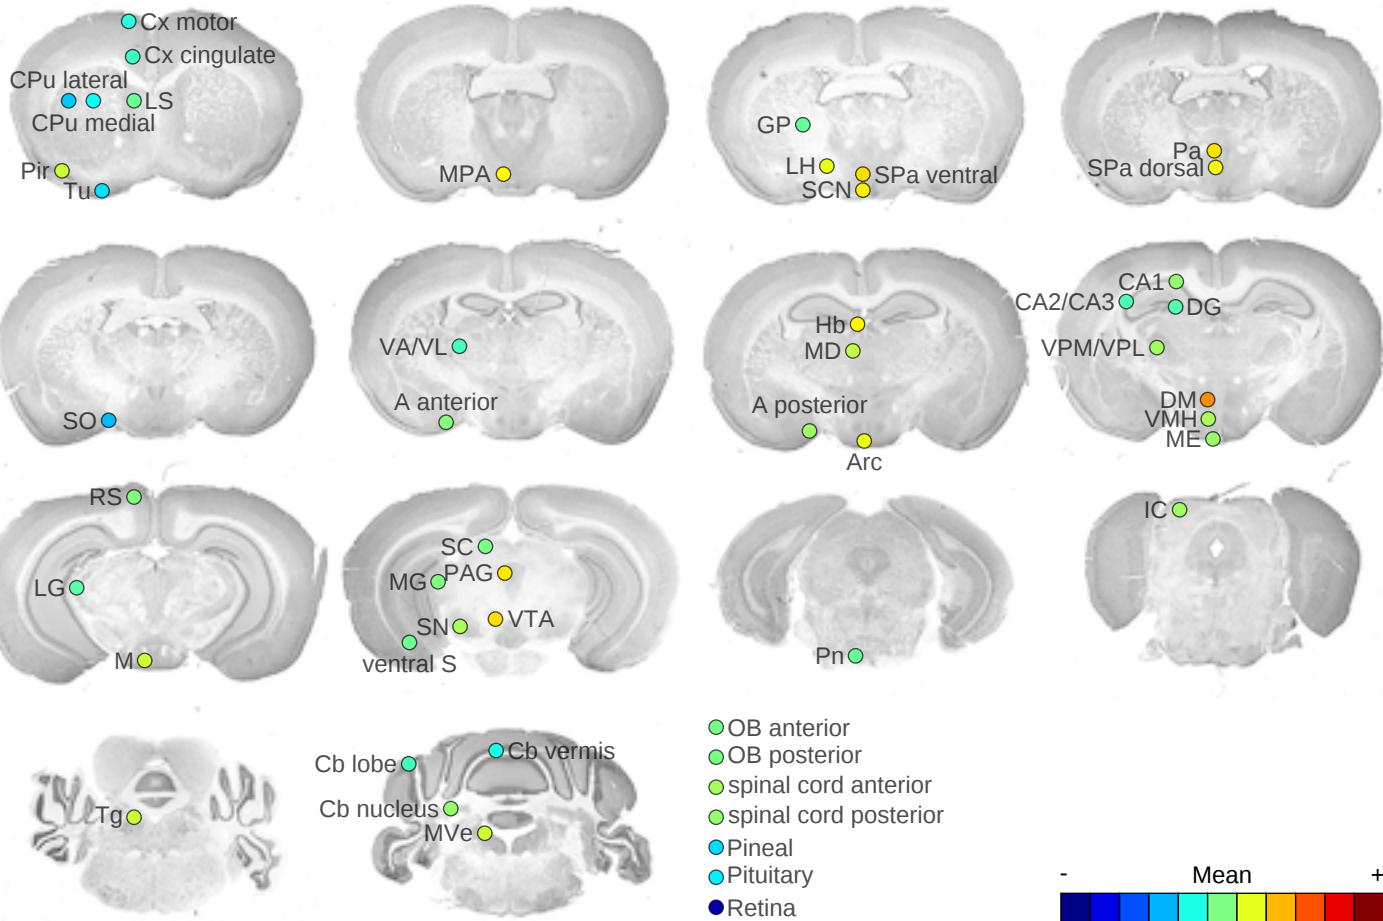 Cx motor
Cx cingulate
CPu lateral
LS
CPu medial
Pir
Tu
MPA
GP
LH
SPa ventral
SCN
Pa
SPa dorsal
SO
VA/VL
A anterior
Hb
MD
A posterior
Arc
CA1
CA2/CA3
DG
VPM/VPL
DM
VMH
ME
RS
LG
M
SC
MG
PAG
SN
VTA
ventral S
Pn
IC
Tg
Cb lobe
Cb vermis
Cb nucleus
MVe
OB anterior
OB posterior
spinal cord anterior
spinal cord posterior
Pineal
Pituitary
Retina
- Mean +